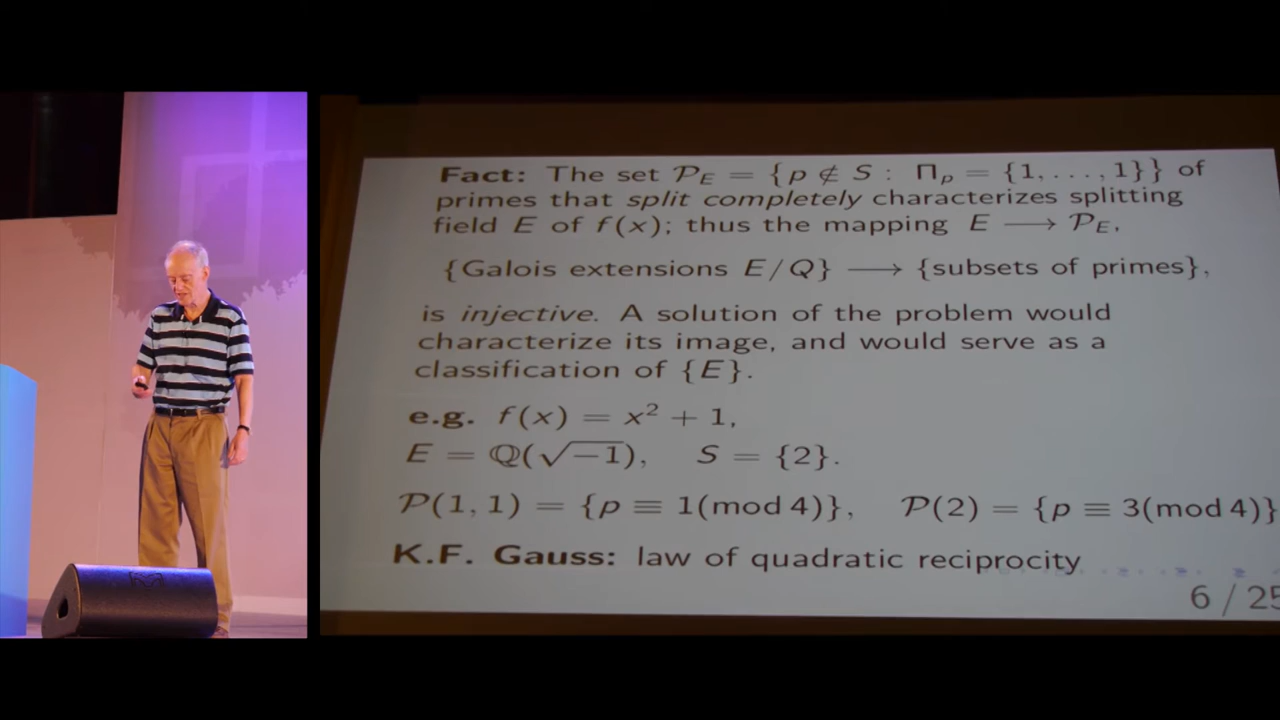 Fact: The set 𝒫_E = {p ∉ S : Π_p = {1, . . . , 1}} of
primes that split completely characterizes splitting
field E of f(x); thus the mapping E ⟶ 𝒫_E,
{Galois extensions E/Q} ⟶ {subsets of primes},
is injective. A solution of the problem would
characterize its image, and would serve as a
classification of {E}.
e.g. f(x) = x² + 1,
E = ℚ(√−1), S = {2}.
𝒫(1, 1) = {p ≡ 1(mod 4)}, 𝒫(2) = {p ≡ 3(mod 4)}
K.F. Gauss: law of quadratic reciprocity
6 / 25